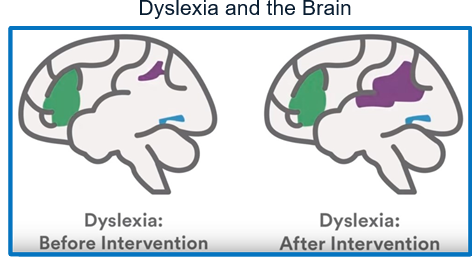 Dyslexia and the Brain
Dyslexia:
Before Intervention
Dyslexia:
After Intervention